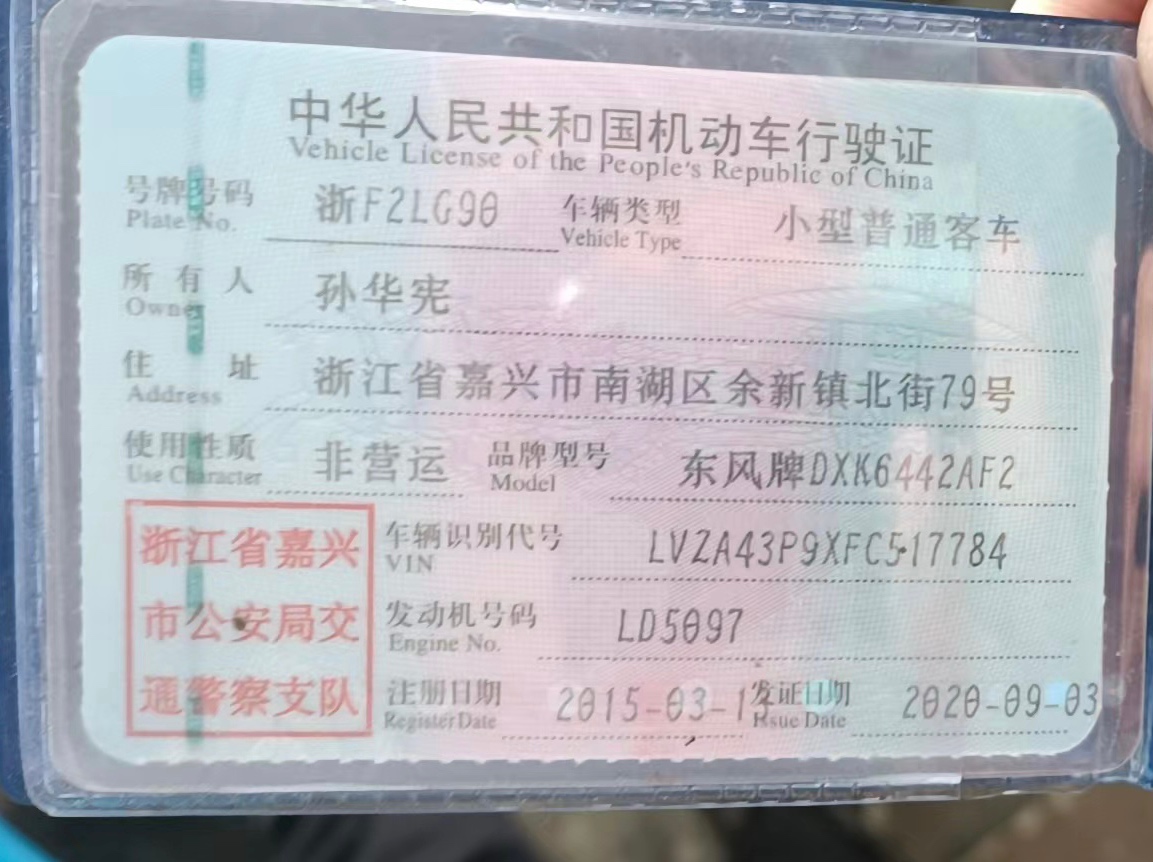 中华人民共和国机动车行驶证
Vehicle License of the People's Republic of China
号牌号码 浙F2LG90 车辆类型 小型普通客车
Plate No. Vehicle Type
所有人 孙华宪
Owner
住址 浙江省嘉兴市南湖区余新镇北街79号
Address
使用性质 非营运 品牌型号 东风牌DXK6442AF2
Use Character Model
浙江省嘉兴
市公安局交
通警察支队
车辆识别代号 LVZA43P9XFC517784
VIN
发动机号码 LD5097
Engine No.
注册日期 发证日期 2020-09-03
Register Date Issue Date